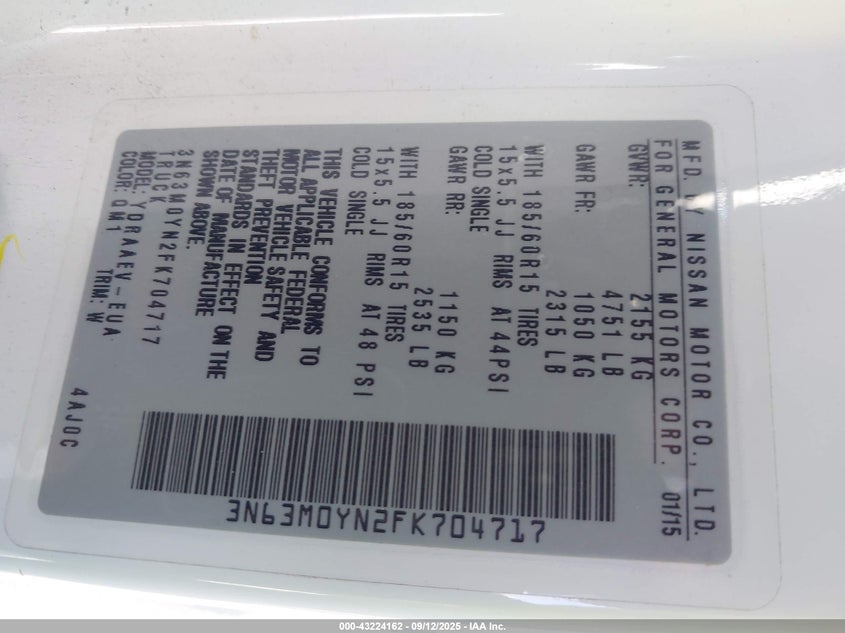 MFD. BY NISSAN MOTOR CO., LTD.
FOR GENERAL MOTORS CORP. 01/15
GVWR: 2155 KG
4751 LB
GAWR FR: 1050 KG
2315 LB
WITH 185/60R15 TIRES
15x5.5 JJ RIMS AT 44PSI
COLD SINGLE
GAWR RR: 1150 KG
2535 LB
WITH 185/60R15 TIRES
15x5.5 JJ RIMS AT 48 PSI
COLD SINGLE
THIS VEHICLE CONFORMS TO
ALL APPLICABLE FEDERAL
MOTOR VEHICLE SAFETY AND
THEFT PREVENTION
STANDARDS IN EFFECT ON THE
DATE OF MANUFACTURE
SHOWN ABOVE.
3N63M0YN2FK704717
TRUCK
MODEL: YDRAAEV-EUA
COLOR: QM1 TRIM: W 4AJ0C
3N63M0YN2FK704717
000-43224162 - 09/12/2025 - IAA Inc.